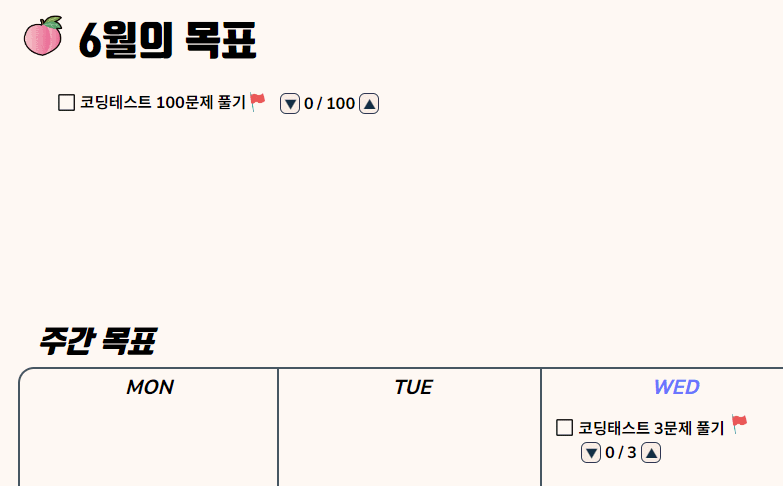 6월의 목표
코딩테스트 100문제 풀기 ▼ 0 / 100 ▲
주간 목표
MON TUE WED
코딩태스트 3문제 풀기
▼ 0 / 3 ▲